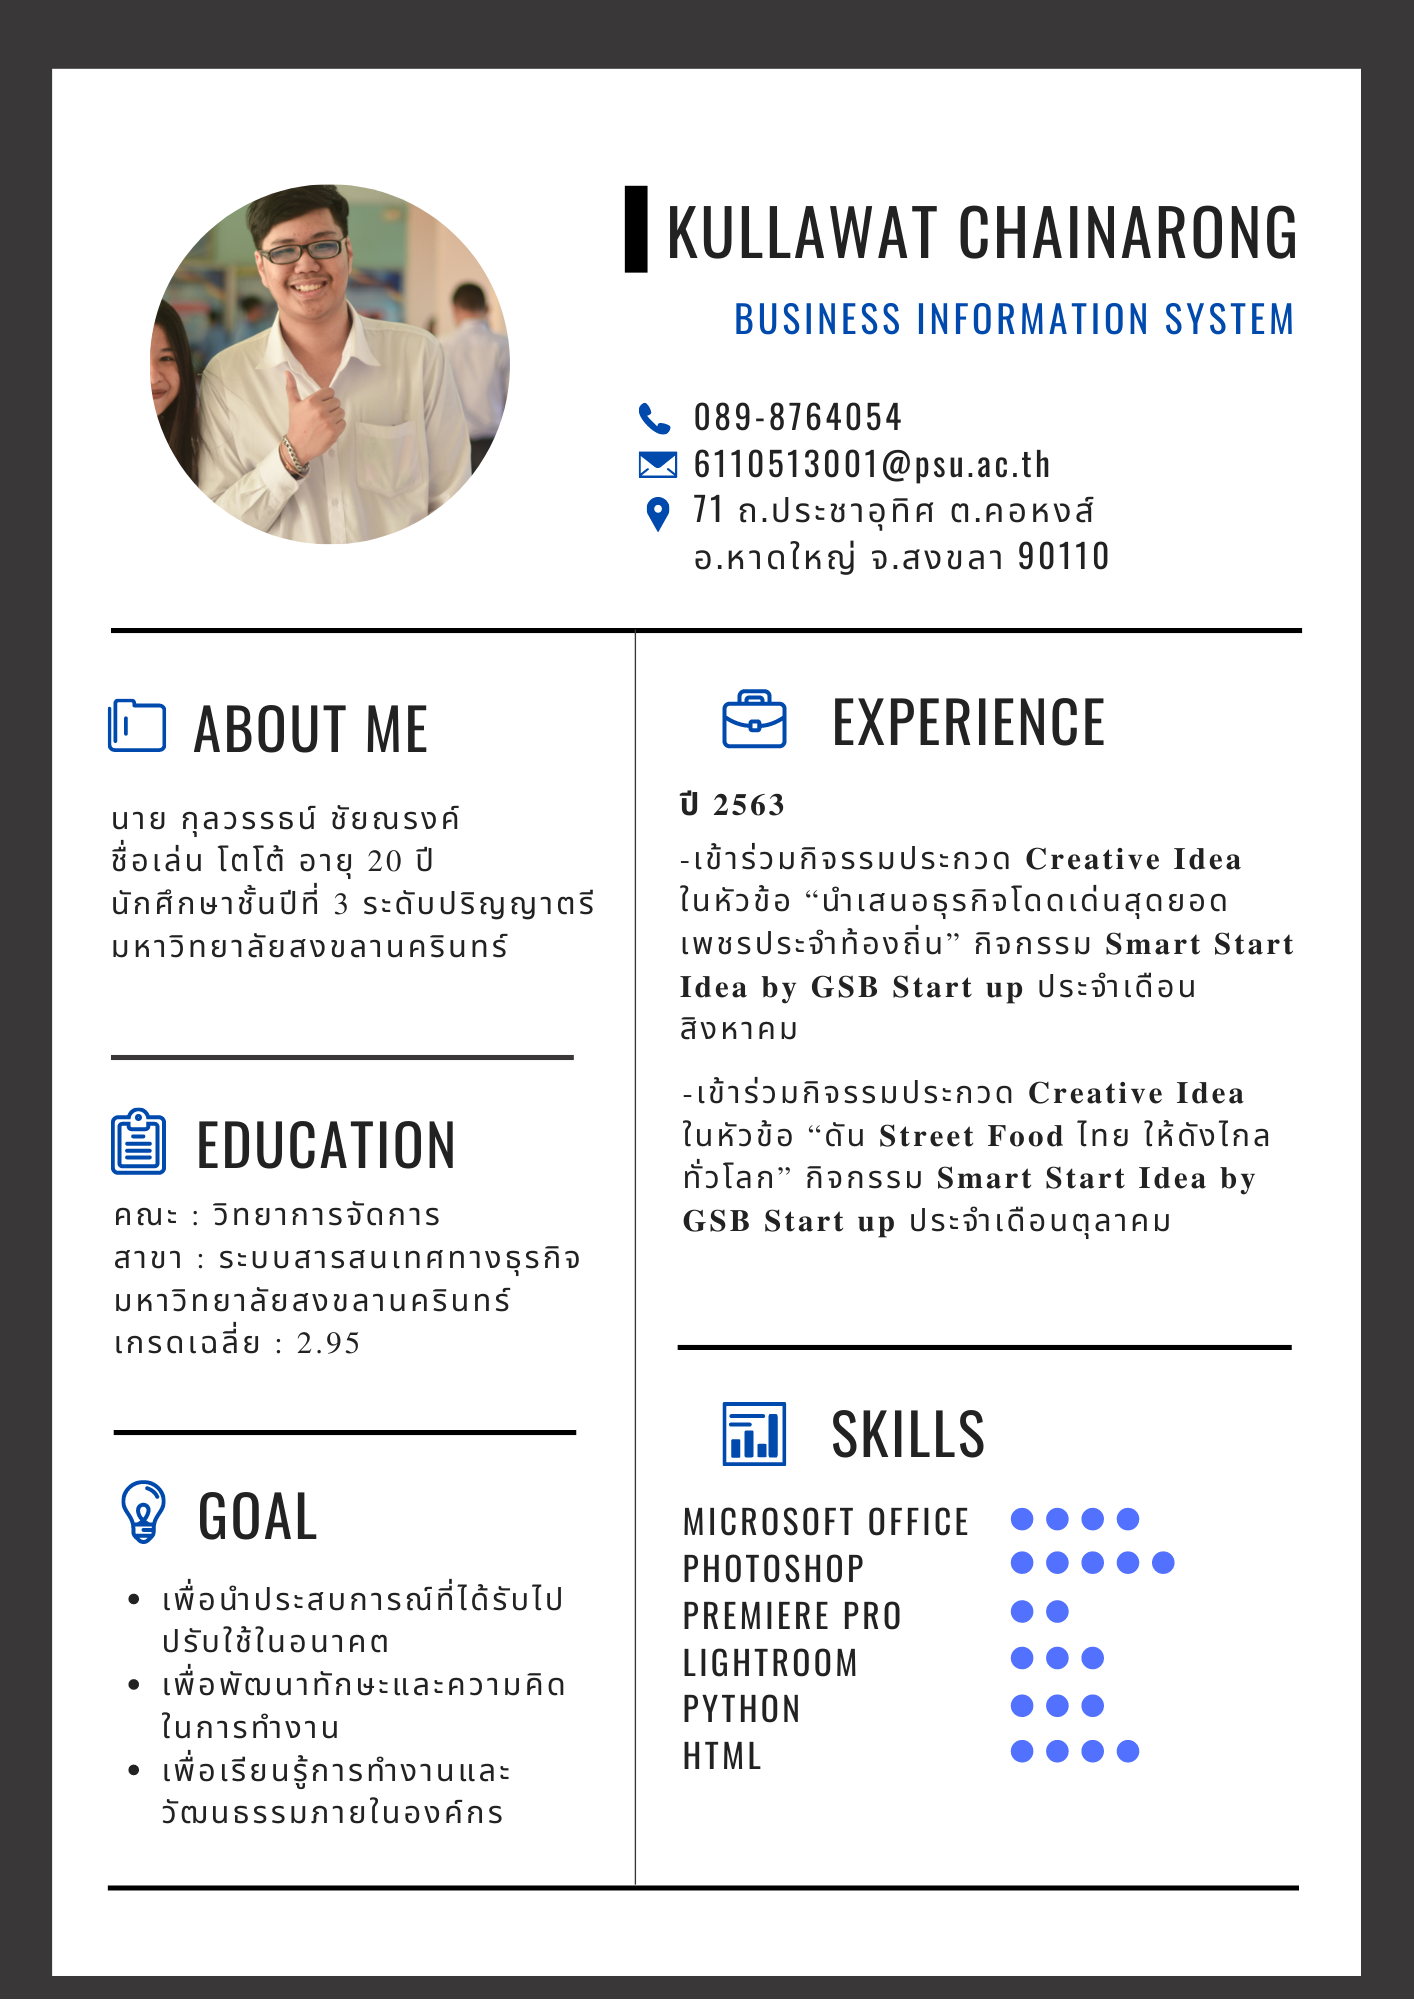 KULLAWAT CHAINARONG
BUSINESS INFORMATION SYSTEM
089-8764054
6110513001@psu.ac.th
71 ถ.ประชาอุทิศ ต.คอหงส์
อ.หาดใหญ่ จ.สงขลา 90110
ABOUT ME
นาย กุลวรรธน์ ชัยณรงค์
ชื่อเล่น โตโต้ อายุ 20 ปี
นักศึกษาชั้นปีที่ 3 ระดับปริญญาตรี
มหาวิทยาลัยสงขลานครินทร์
EDUCATION
คณะ : วิทยาการจัดการ
สาขา : ระบบสารสนเทศทางธุรกิจ
มหาวิทยาลัยสงขลานครินทร์
เกรดเฉลี่ย : 2.95
GOAL
• เพื่อนำประสบการณ์ที่ได้รับไป
ปรับใช้ในอนาคต
• เพื่อพัฒนาทักษะและความคิด
ในการทำงาน
• เพื่อเรียนรู้การทำงานและ
วัฒนธรรมภายในองค์กร
EXPERIENCE
ปี 2563
-เข้าร่วมกิจรรมประกวด Creative Idea
ในหัวข้อ “นำเสนอธุรกิจโดดเด่นสุดยอด
เพชรประจำท้องถิ่น” กิจกรรม Smart Start
Idea by GSB Start up ประจำเดือน
สิงหาคม
-เข้าร่วมกิจรรมประกวด Creative Idea
ในหัวข้อ “ดัน Street Food ไทย ให้ดังไกล
ทั่วโลก” กิจกรรม Smart Start Idea by
GSB Start up ประจำเดือนตุลาคม
SKILLS
MICROSOFT OFFICE
PHOTOSHOP
PREMIERE PRO
LIGHTROOM
PYTHON
HTML